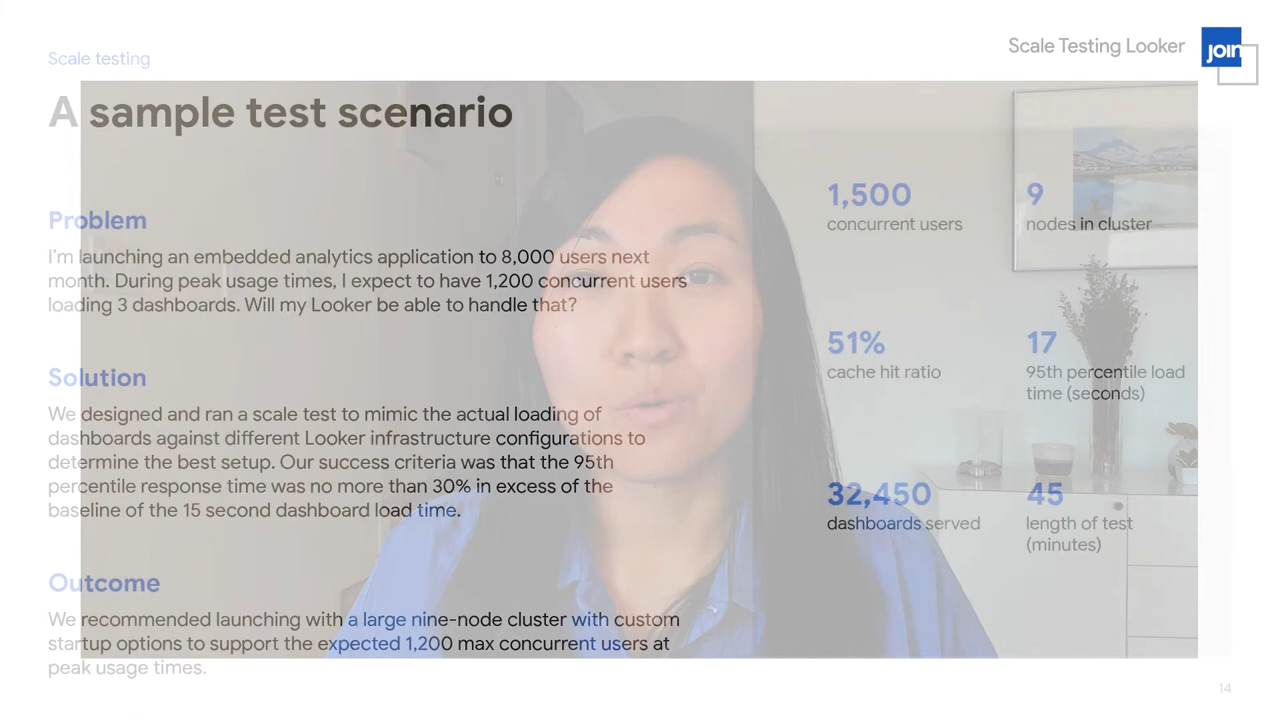 Scale testing
Scale Testing Looker
join
A sample test scenario
Problem
I'm launching an embedded analytics application to 8,000 users next
month. During peak usage times, I expect to have 1,200 concurrent users
loading 3 dashboards. Will my Looker be able to handle that?
Solution
We designed and ran a scale test to mimic the actual loading of
dashboards against different Looker infrastructure configurations to
determine the best setup. Our success criteria was that the 95th
percentile response time was no more than 30% in excess of the
baseline of the 15 second dashboard load time.
Outcome
We recommended launching with a large nine-node cluster with custom
startup options to support the expected 1,200 max concurrent users at
peak usage times.
1,500
concurrent users
9
nodes in cluster
51%
cache hit ratio
17
95th percentile load
time (seconds)
32,450
dashboards served
45
length of test
(minutes)
14